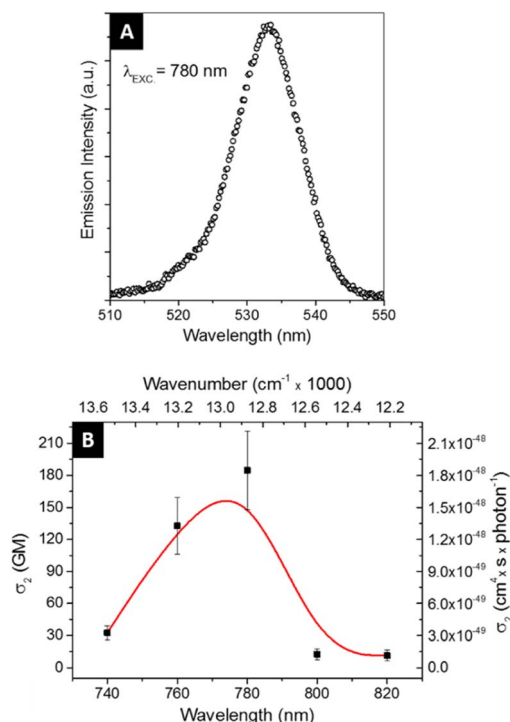 A
λEXC. = 780 nm
Emission Intensity (a.u.)
510 520 530 540 550
Wavelength (nm)
Wavenumber (cm⁻¹ x 1000)
13.6 13.4 13.2 13.0 12.8 12.6 12.4 12.2
B
210 2.1x10⁻⁴⁸
180 1.8x10⁻⁴⁸
150 1.5x10⁻⁴⁸
120 1.2x10⁻⁴⁸
90 9.0x10⁻⁴⁹
60 6.0x10⁻⁴⁹
30 3.0x10⁻⁴⁹
0 0.0
σ₂ (GM)
σ₂ (cm⁴x s x photon⁻¹)
740 760 780 800 820
Wavelength (nm)